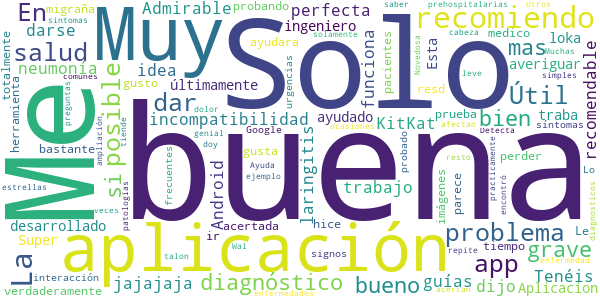 migraña
síntomas
Admirable
probando
perfecta
saber
prehospitalarias
utros
En
darse
Muy
Solo
ingeniero
recomiendo
salud
ayudara
pacientes
cabeza
medico
Muchas
neumonía
idea
últimamente
funciona
Esta
Novedosa
solamente
mas
loka
averiguar
totalmente
comunes
herramienta
gusto
dar
urgencias
leve
Útil
simples
preguntas
si posible
incompatibilidad
ayudado
KitKat
resd
bien
prueba
afectan
traba
síntomas
recomendable
Me
buena
ampliación
tiende
bastante
dolor
genial
doy
Google
gusta
laringitis
ocasiones
probado
perder
Detecta
frecuentes
Android
trabajo
imágenes
parece
resto
prácticamente
encontró
Lo
diagnosticos
estrellas
veces
patologías
Ayuda
ejemplo
acertada
ir
hice
signos
desarrollado
aplicación
problema
tiempo
Le
repite
grave
Super
La
jajajaja
bueno
app
interacción
talon
Wal
guías
dijo
Tenéis
enfermedad
verdaderamente
diagnóstico
enfermedades
acercan
Aplicacion